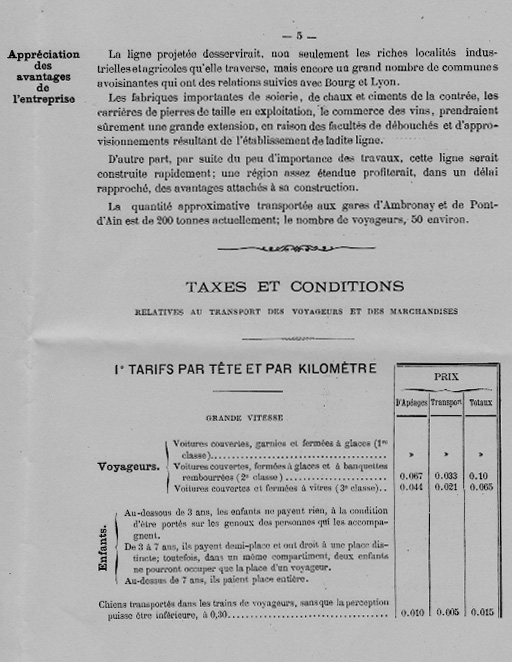 — 5 —
Appréciation
des
avantages
de
l'entreprise
La ligne projetée desservirait, non seulement les riches localités indus-
trielles et agricoles qu'elle traverse, mais encore un grand nombre de communes
avoisinantes qui ont des relations suivies avec Bourg et Lyon.
Les fabriques importantes de soierie, de chaux et ciments de la contrée, les
carrières de pierres de taille en exploitation, le commerce des vins, prendraient
sûrement une grande extension, en raison des facultés de débouchés et d'appro-
visionnements résultant de l'établissement de ladite ligne.
D'autre part, par suite du peu d'importance des travaux, cette ligne serait
construite rapidement; une région assez étendue profiterait, dans un délai
rapproché, des avantages attachés à sa construction.
La quantité approximative transportée aux gares d'Ambronay et de Pont-
d'Ain est de 200 tonnes actuellement; le nombre de voyageurs, 50 environ.
TAXES ET CONDITIONS
RELATIVES AU TRANSPORT DES VOYAGEURS ET DES MARCHANDISES
1° TARIFS PAR TÊTE ET PAR KILOMÈTRE
PRIX
D'Apéages Transport Totaux
GRANDE VITESSE
Voyageurs.
Voitures couvertes, garnies et fermées à glaces (1re
classe).......... » » »
Voitures couvertes, fermées à glaces et à banquettes
rembourrées (2e classe).......... 0.067 0.033 0.10
Voitures couvertes et fermées à vitres (3e classe).. 0.044 0.021 0.065
Enfants.
Au-dessous de 3 ans, les enfants ne payent rien, à la condition
d'être portés sur les genoux des personnes qui les accompa-
gnent.
De 3 à 7 ans, ils payent demi-place et ont droit à une place dis-
tincte; toutefois, dans un même compartiment, deux enfants
ne pourront occuper que la place d'un voyageur.
Au-dessus de 7 ans, ils paient place entière.
Chiens transportés dans les trains de voyageurs, sans que la perception
puisse être inférieure, à 0,30.......... 0.010 0.005 0.015